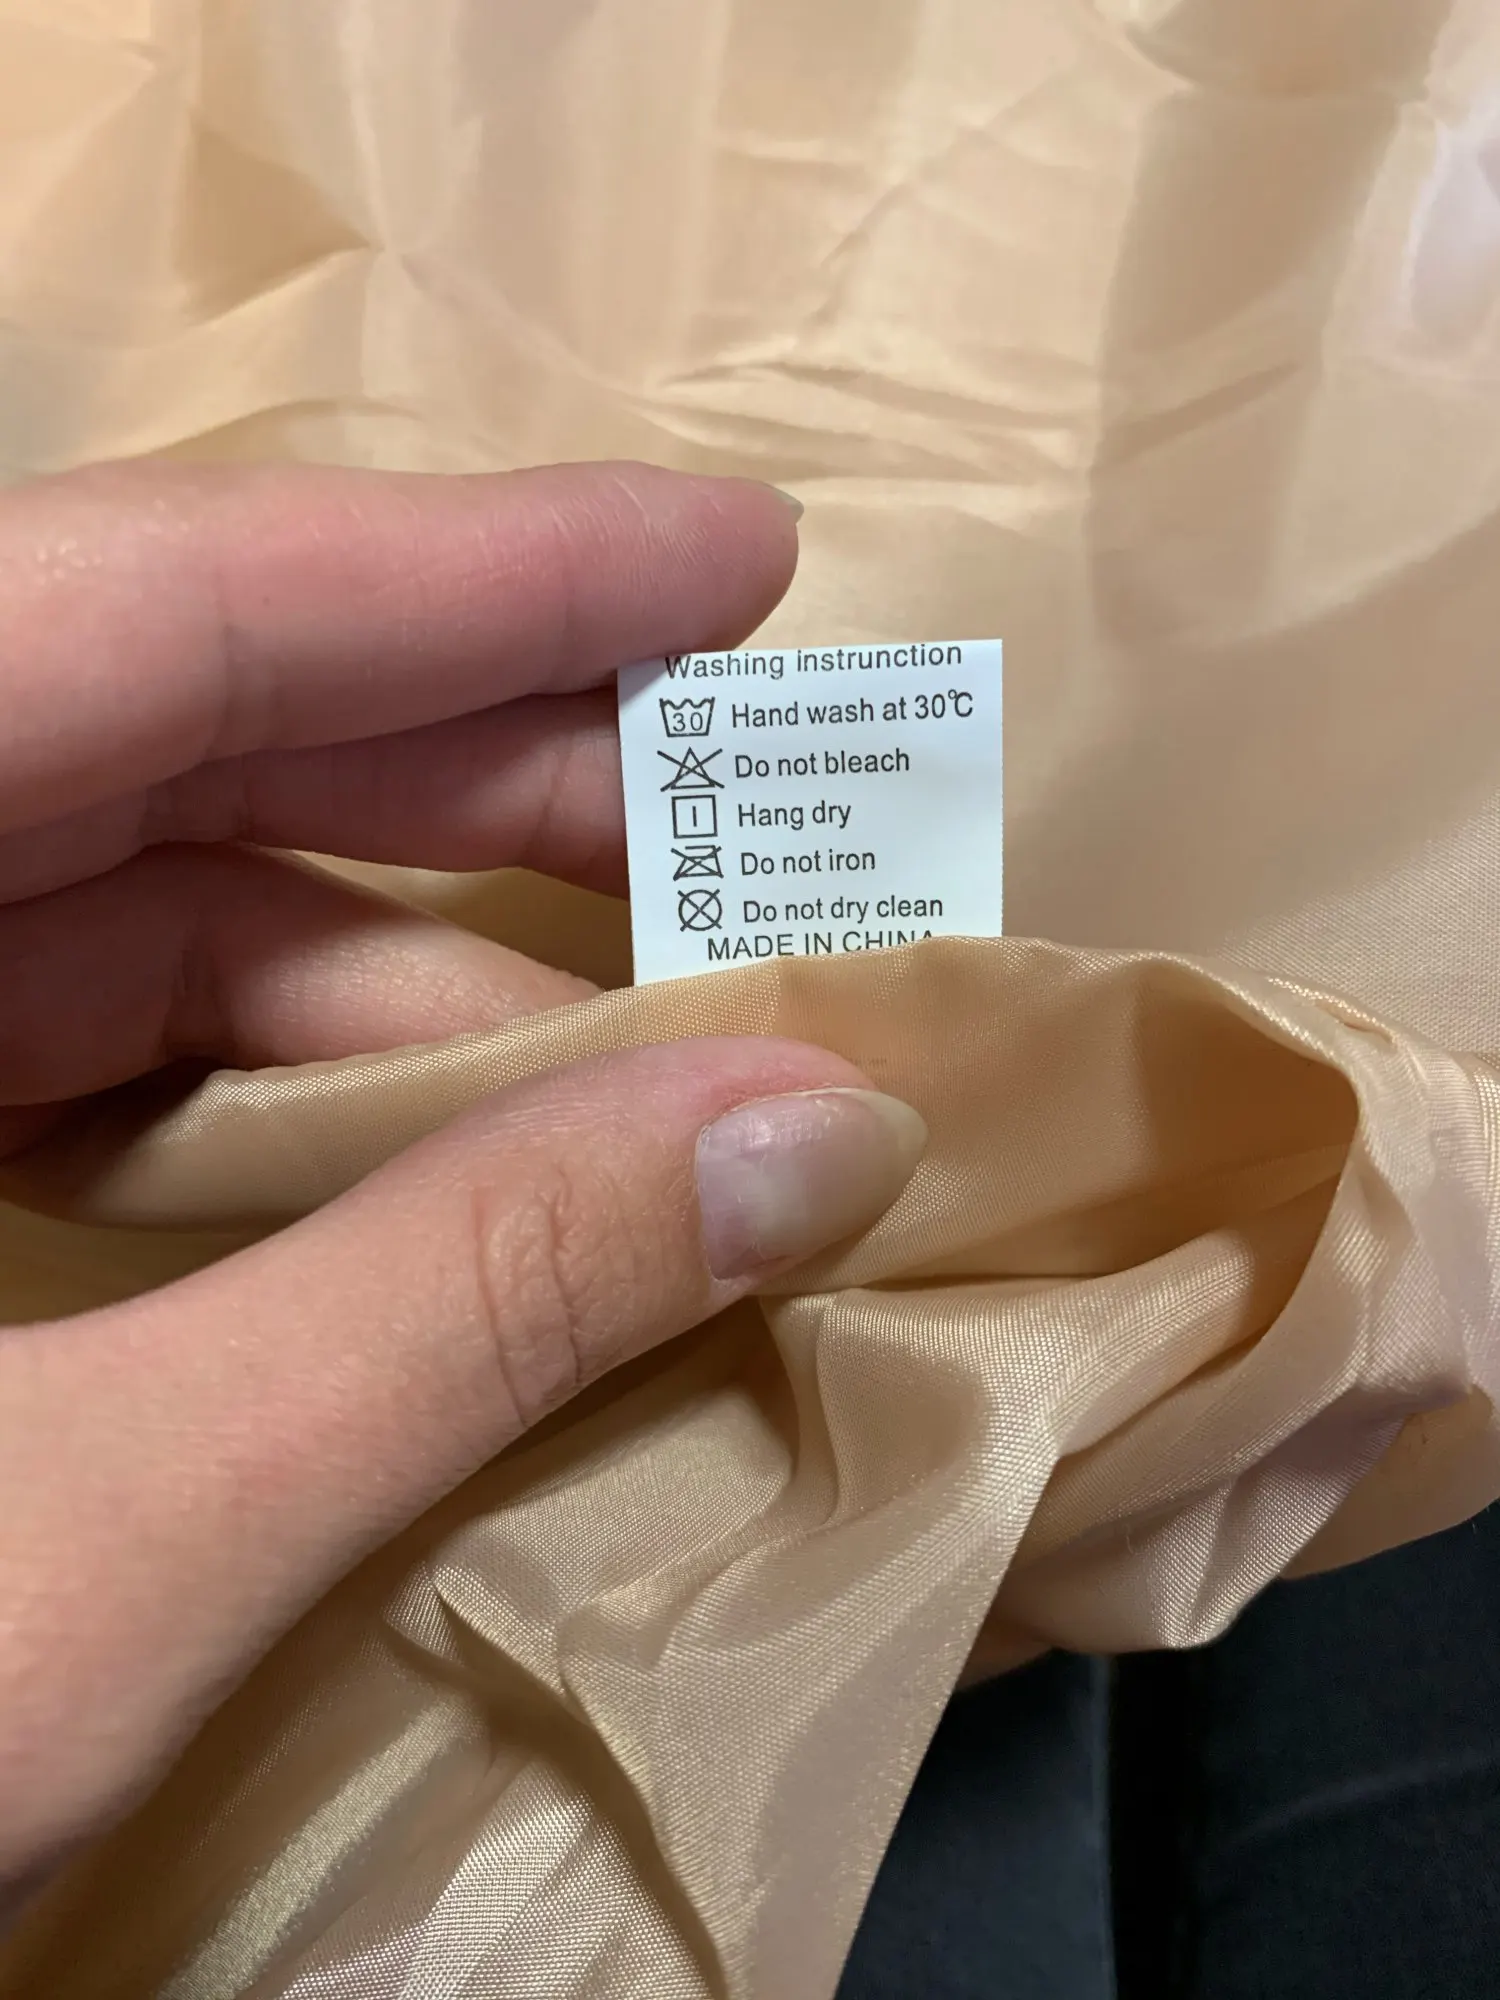 Washing instrunction
30 Hand wash at 30℃
Do not bleach
Hang dry
Do not iron
Do not dry clean
MADE IN CHINA